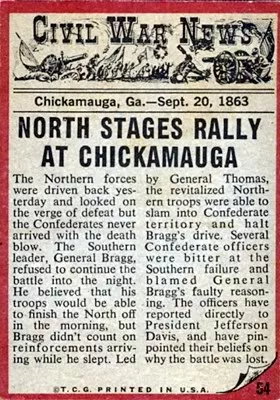 CIVIL WAR NEWS
Chickamauga, Ga.—Sept. 20, 1863
NORTH STAGES RALLY
AT CHICKAMAUGA
The Northern forces
were driven back yes-
terday and looked on
the verge of defeat but
the Confederates never
arrived with the death
blow. The Southern
leader, General Bragg,
refused to continue the
battle into the night.
He believed that his
troops would be able
to finish the North off
in the morning, but
Bragg didn't count on
reinforcements arriv-
ing while he slept. Led
by General Thomas,
the revitalized North-
ern troops were able to
slam into Confederate
territory and halt
Bragg's drive. Several
Confederate officers
were bitter at the
Southern failure and
blamed General
Bragg's faulty reason-
ing. The officers have
reported directly to
President Jefferson
Davis, and have pin-
pointed their beliefs on
why the battle was lost.
©T.C.G. PRINTED IN U.S.A.
54